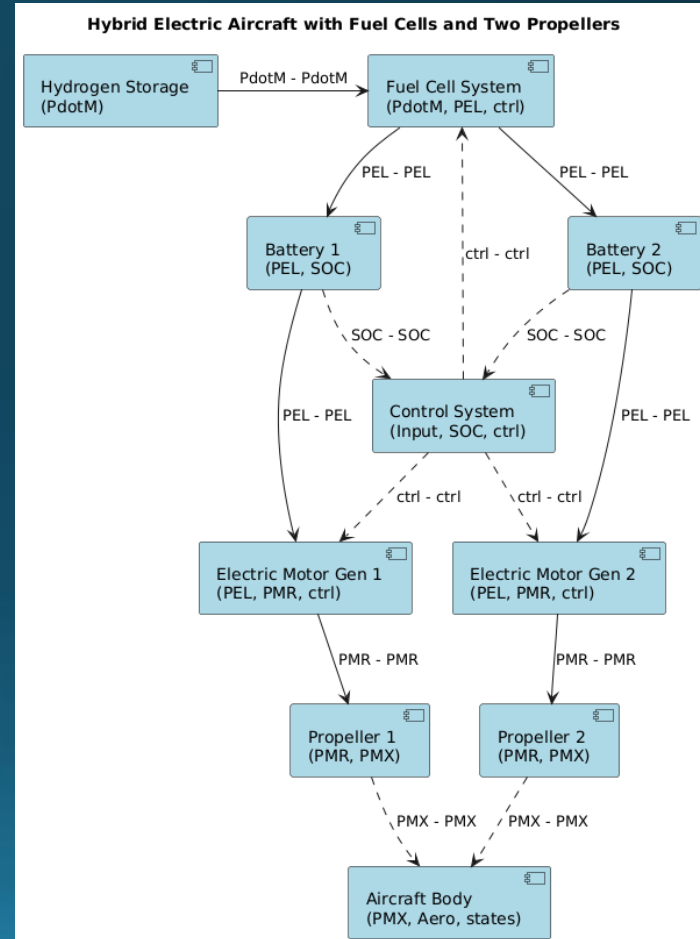 Hybrid Electric Aircraft with Fuel Cells and Two Propellers
Hydrogen Storage
(PdotM)
PdotM - PdotM
Fuel Cell System
(PdotM, PEL, ctrl)
PEL - PEL
PEL - PEL
Battery 1
(PEL, SOC)
ctrl - ctrl
Battery 2
(PEL, SOC)
SOC - SOC
SOC - SOC
PEL - PEL
Control System
(Input, SOC, ctrl)
PEL - PEL
ctrl - ctrl
ctrl - ctrl
Electric Motor Gen 1
(PEL, PMR, ctrl)
Electric Motor Gen 2
(PEL, PMR, ctrl)
PMR - PMR
PMR - PMR
Propeller 1
(PMR, PMX)
Propeller 2
(PMR, PMX)
PMX - PMX
PMX - PMX
Aircraft Body
(PMX, Aero, states)